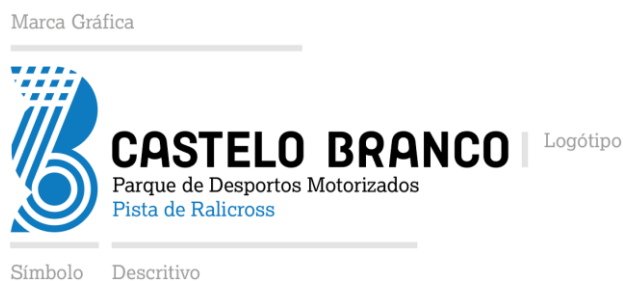 Marca Gráfica
CASTELO BRANCO
Logótipo
Parque de Desportos Motorizados
Pista de Ralicross
Símbolo
Descritivo